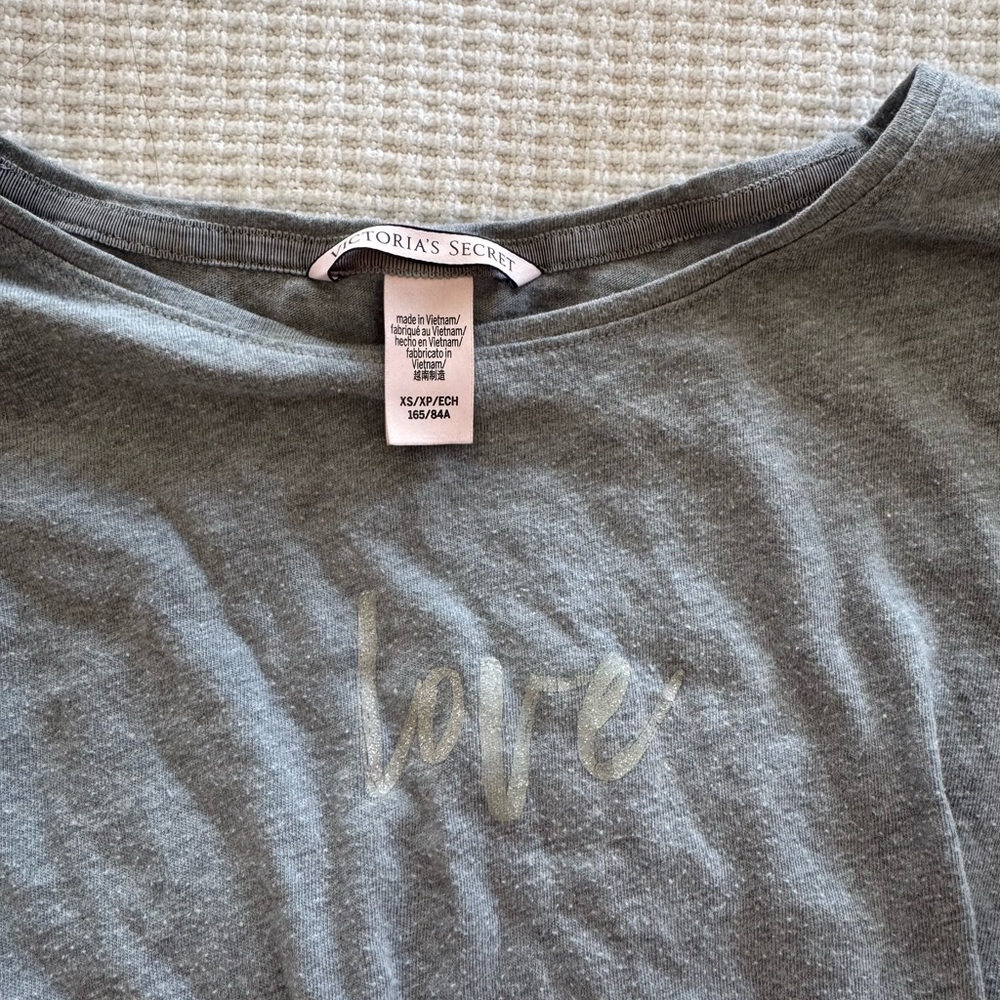 VICTORIA'S SECRET
made in Vietnam/
fabriqué au Vietnam/
hecho en Vietnam/
fabbricato in
Vietnam/
越南制造
XS/XP/ECH
165/84A
love